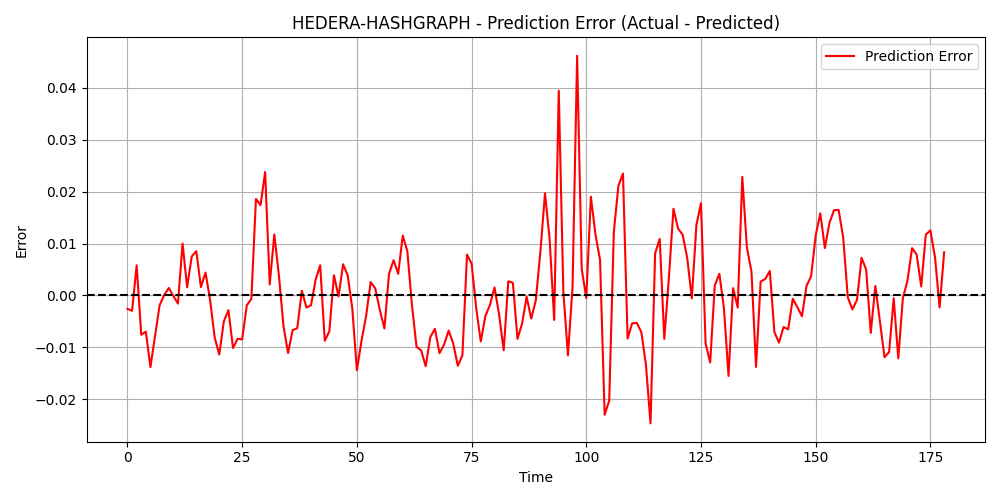 HEDERA-HASHGRAPH - Prediction Error (Actual - Predicted)
Prediction Error
0.04
0.03
0.02
0.01
0.00
−0.01
−0.02
Error
0 25 50 75 100 125 150 175
Time